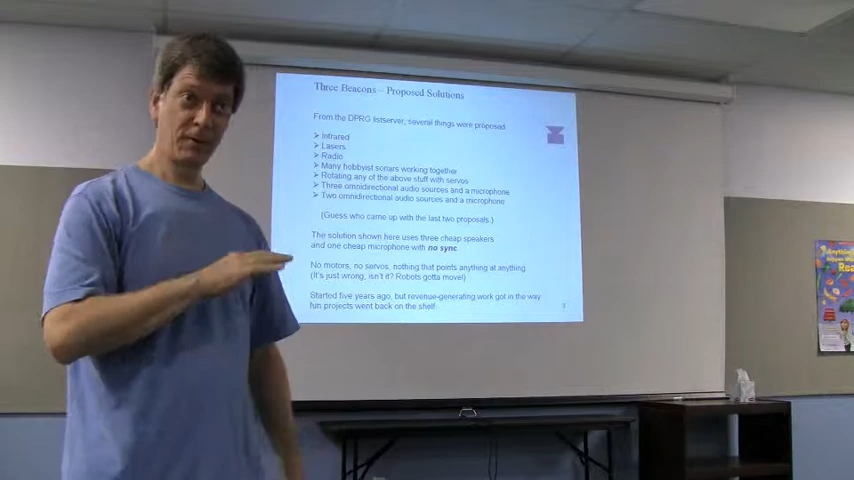 Three Beacons – Proposed Solutions
From the DPRG listserver, several things were proposed
➢ Infrared
➢ Lasers
➢ Radio
➢ Many hobbyist sonars working together
➢ Rotating any of the above stuff with servos
➢ Three omnidirectional audio sources and a microphone
➢ Two omnidirectional audio sources and a microphone
(Guess who came up with the last two proposals.)
The solution shown here uses three cheap speakers
and one cheap microphone with no sync.
No motors, no servos, nothing that points anything at anything
(It's just wrong, isn't it? Robots gotta move!)
Started five years ago, but revenue-generating work got in the way
fun projects went back on the shelf.
Anything